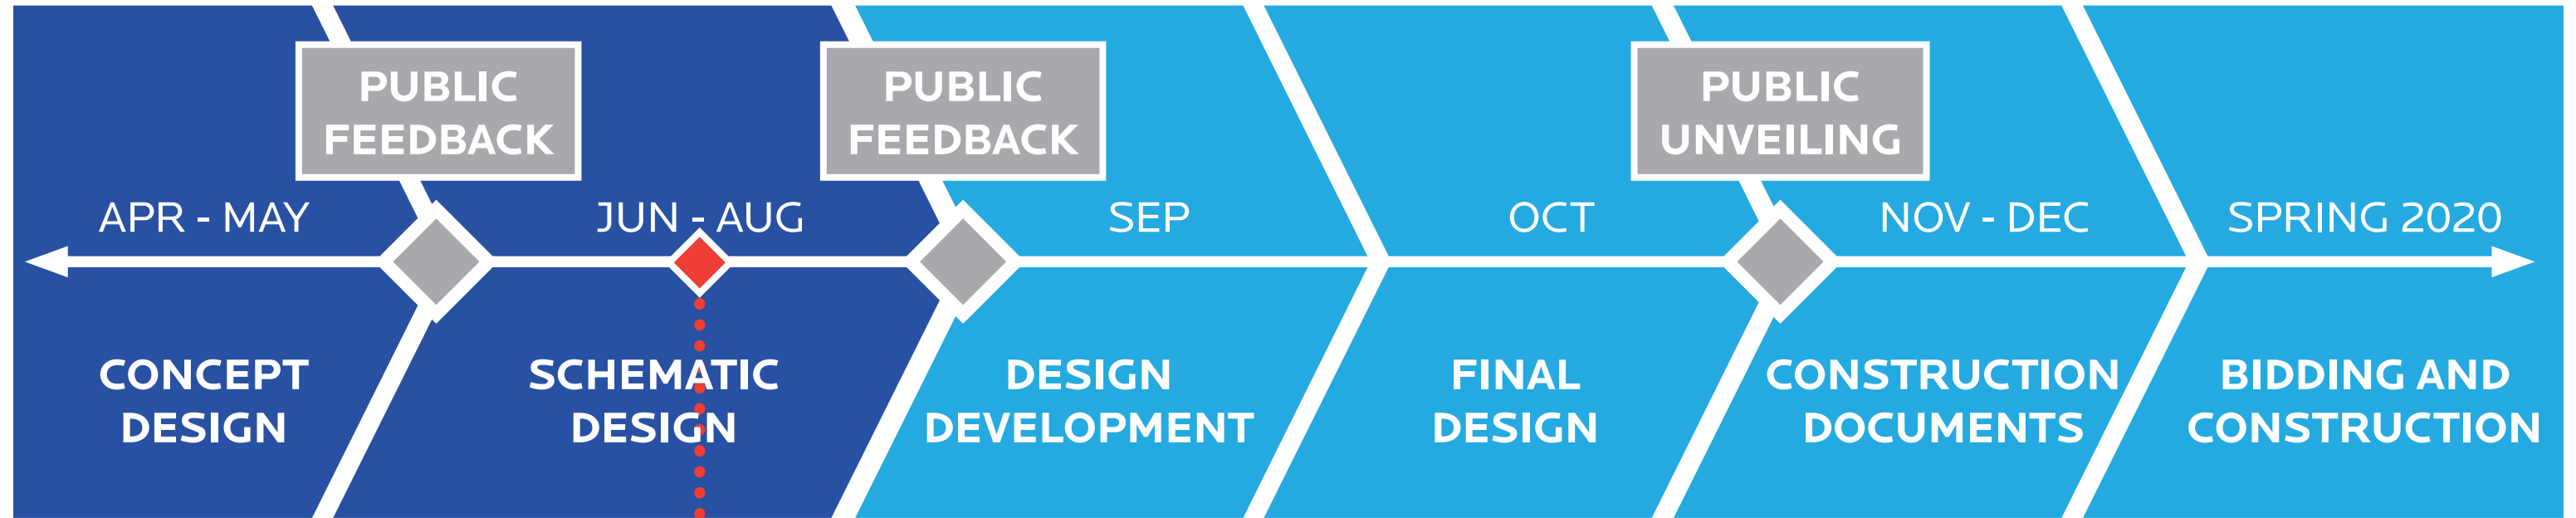 PUBLIC
FEEDBACK
PUBLIC
FEEDBACK
PUBLIC
UNVEILING
APR - MAY
JUN - AUG
SEP
OCT
NOV - DEC
SPRING 2020
CONCEPT
DESIGN
SCHEMATIC
DESIGN
DESIGN
DEVELOPMENT
FINAL
DESIGN
CONSTRUCTION
DOCUMENTS
BIDDING AND
CONSTRUCTION